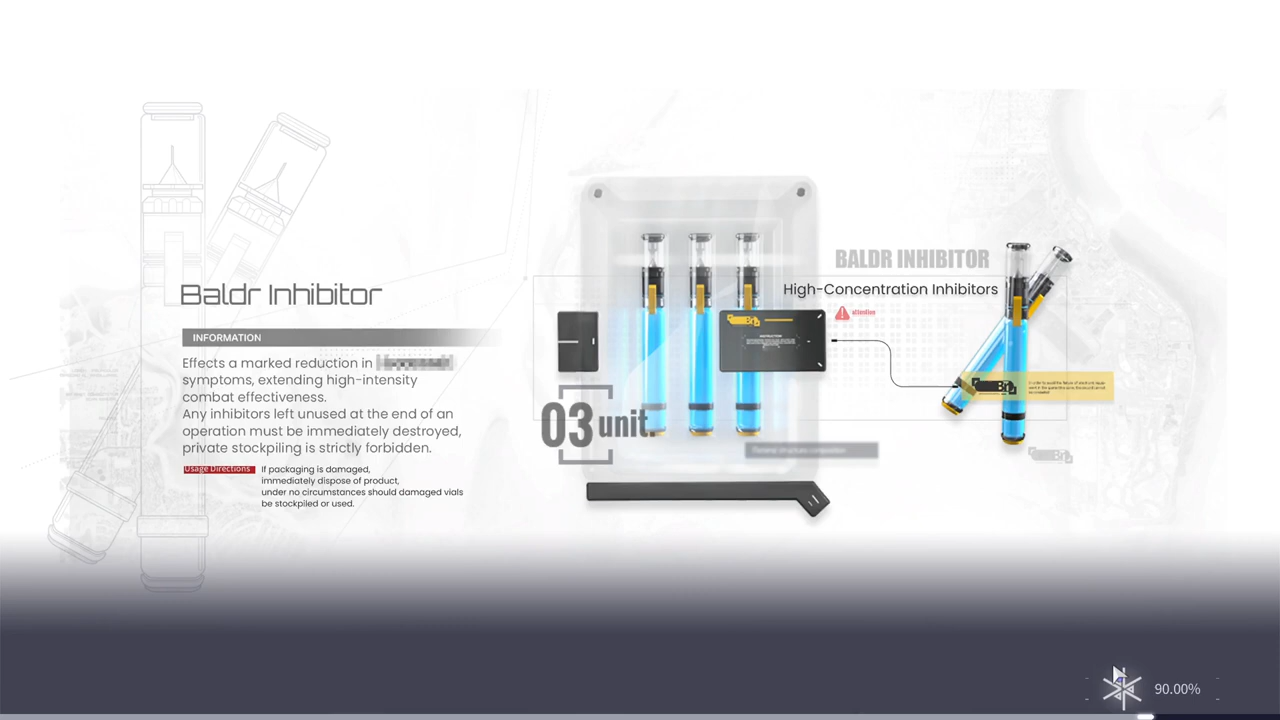 Baldr Inhibitor
INFORMATION
Effects a marked reduction in
symptoms, extending high-intensity
combat effectiveness.
Any inhibitors left unused at the end of an
operation must be immediately destroyed,
private stockpiling is strictly forbidden.
Usage Directions
If packaging is damaged,
immediately dispose of product,
under no circumstances should damaged vials
be stockpiled or used.
03 unit.
BALDR INHIBITOR
High-Concentration Inhibitors
attention
90.00%